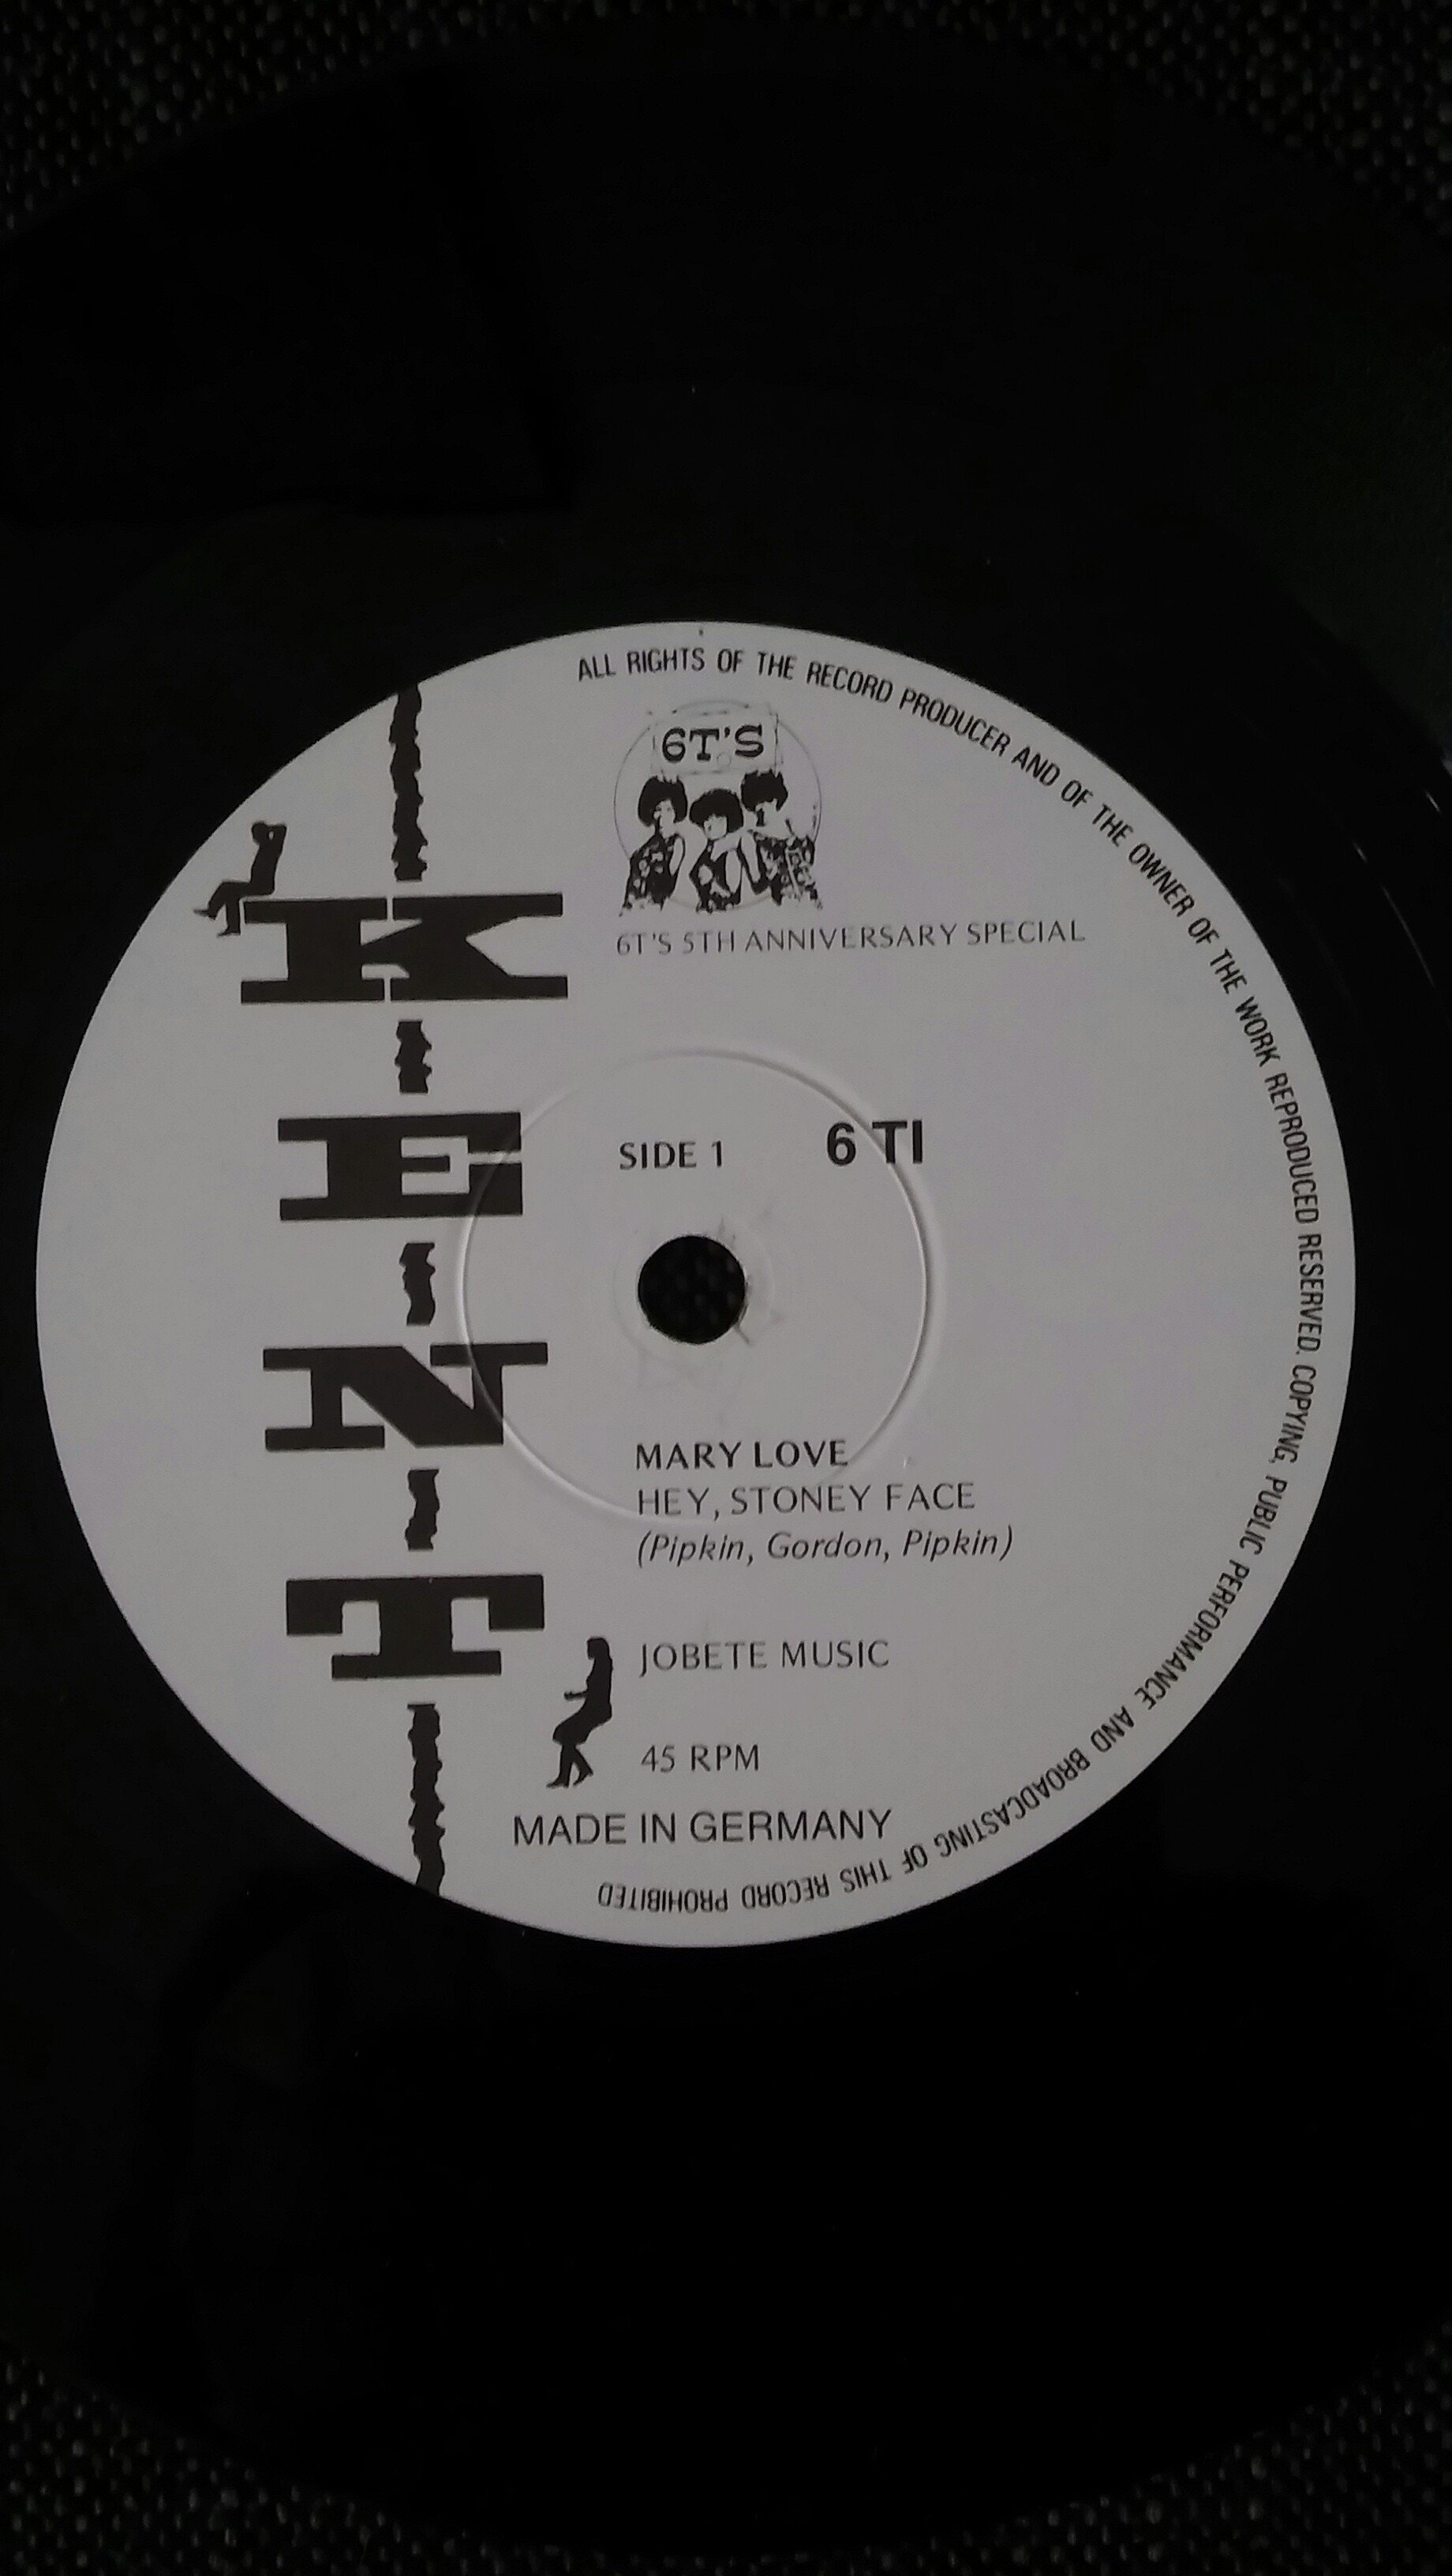 ALL RIGHTS OF THE RECORD PRODUCER AND OF THE OWNER OF THE WORK REPRODUCED RESERVED. COPYING, PUBLIC PERFORMANCE AND BROADCASTING OF THIS RECORD PROHIBITED
6T'S
6T'S 5TH ANNIVERSARY SPECIAL
KENT
SIDE 1 6 TI
MARY LOVE
HEY, STONEY FACE
(Pipkin, Gordon, Pipkin)
JOBETE MUSIC
45 RPM
MADE IN GERMANY